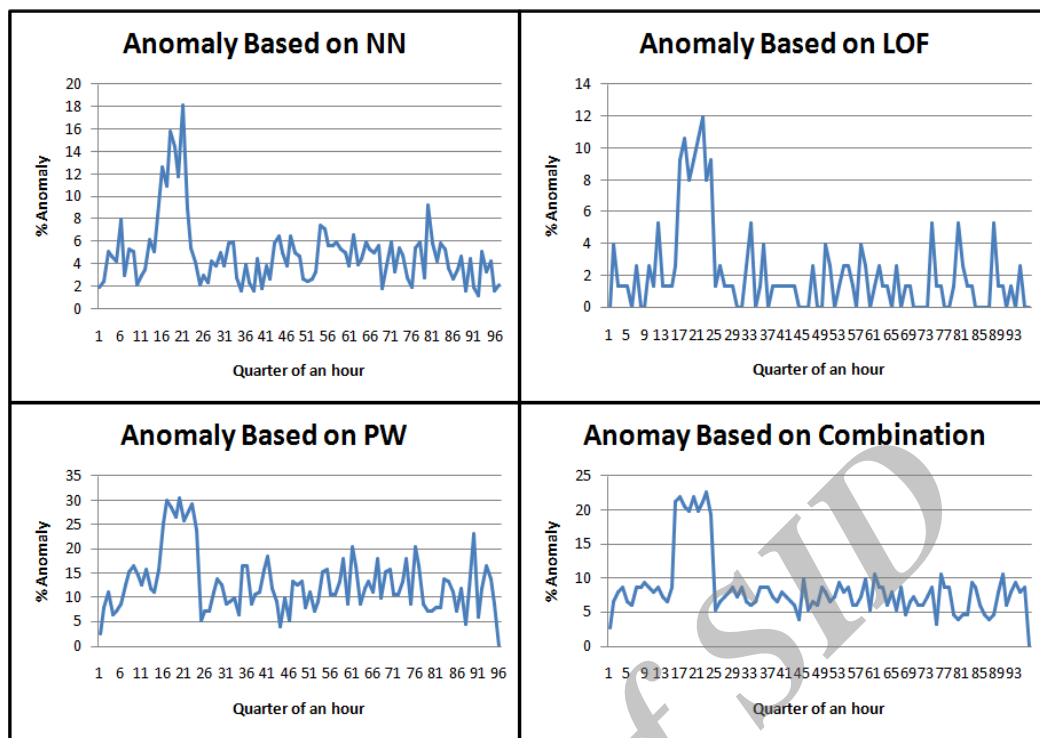 Anomaly Based on NN
20
18
16
14
12
10
8
6
4
2
0
% Anomaly
1 6 11 16 21 26 31 36 41 46 51 56 61 66 71 76 81 86 91 96
Quarter of an hour
Anomaly Based on LOF
14
12
10
8
6
4
2
0
% Anomaly
1 5 9 13 17 21 25 29 33 37 41 45 49 53 57 61 65 69 73 77 81 85 89 93
Quarter of an hour
Anomaly Based on PW
35
30
25
20
15
10
5
0
% Anomaly
1 6 11 16 21 26 31 36 41 46 51 56 61 66 71 76 81 86 91 96
Quarter of an hour
Anomay Based on Combination
25
20
15
10
5
0
% Anomaly
1 5 9 13 17 21 25 29 33 37 41 45 49 53 57 61 65 69 73 77 81 85 89 93
Quarter of an hour
f SID